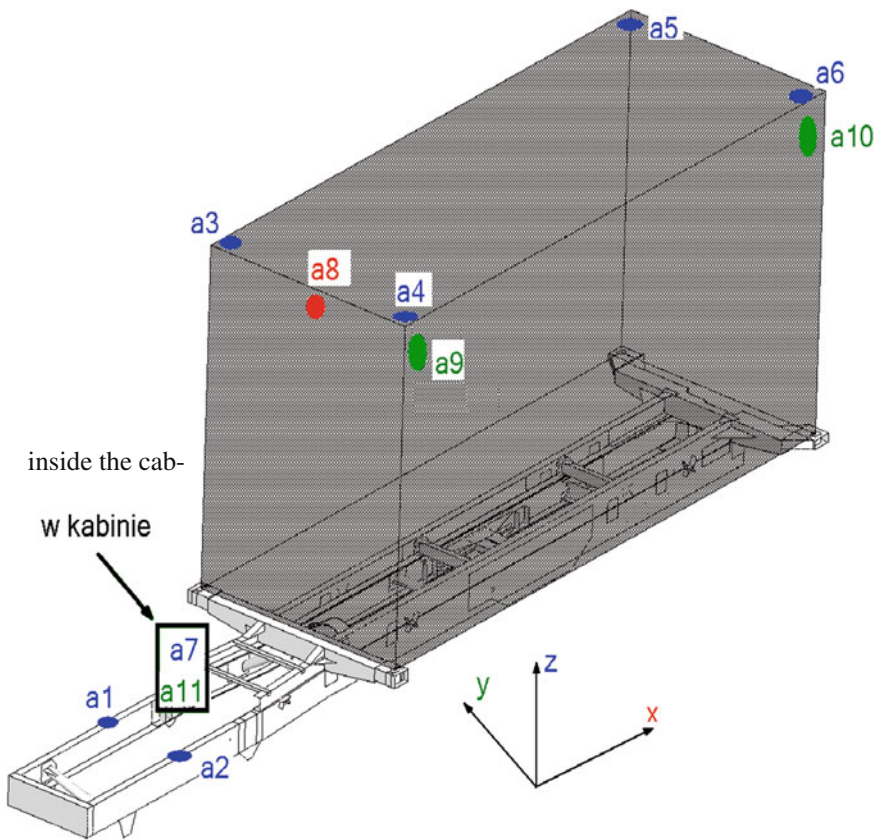 a5
a6
a10
a3
a8
a4
a9
inside the cab-
w kabinie
a7
a11
a1
a2
z
y
x